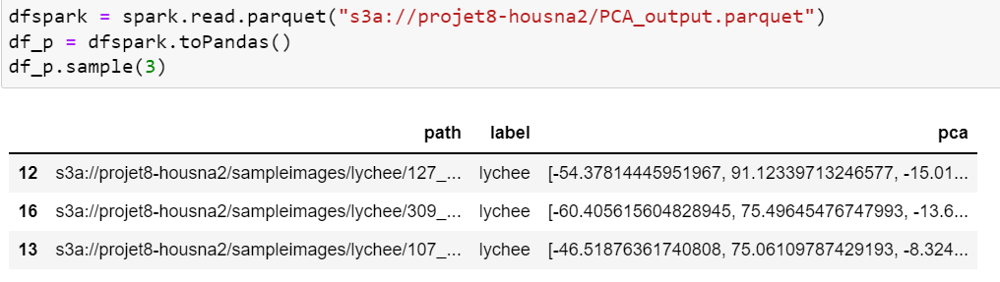 dfspark = spark.read.parquet("s3a://projet8-housna2/PCA_output.parquet")
df_p = dfspark.toPandas()
df_p.sample(3)
path label pca
12 s3a://projet8-housna2/sampleimages/lychee/127_... lychee [-54.37814445951967, 91.12339713246577, -15.01...
16 s3a://projet8-housna2/sampleimages/lychee/309_... lychee [-60.405615604828945, 75.49645476747993, -13.6...
13 s3a://projet8-housna2/sampleimages/lychee/107_... lychee [-46.51876361740808, 75.06109787429193, -8.324...